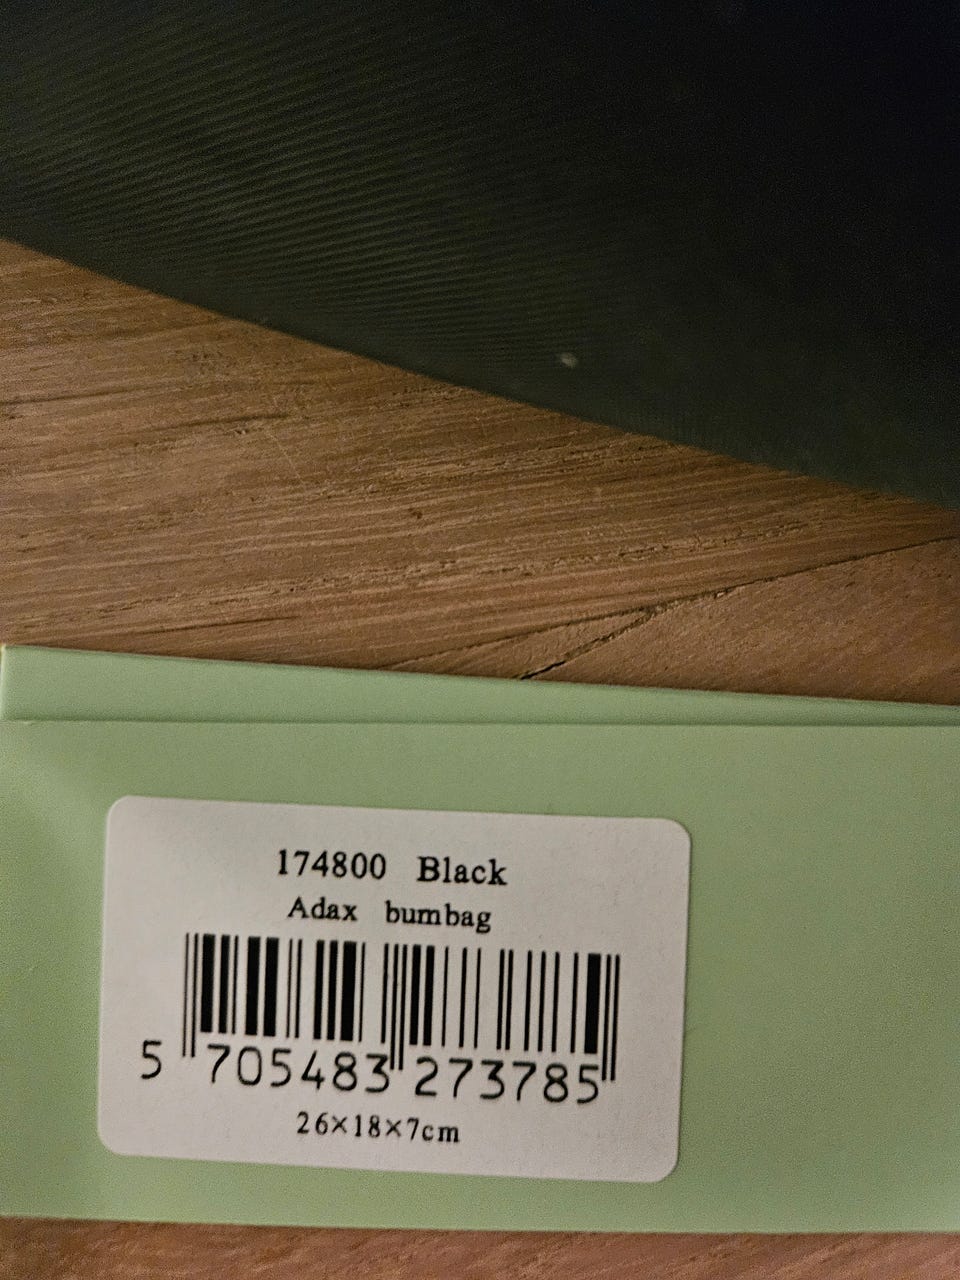 174800 Black
Adax bumbag
5 705483 273785
26×18×7cm